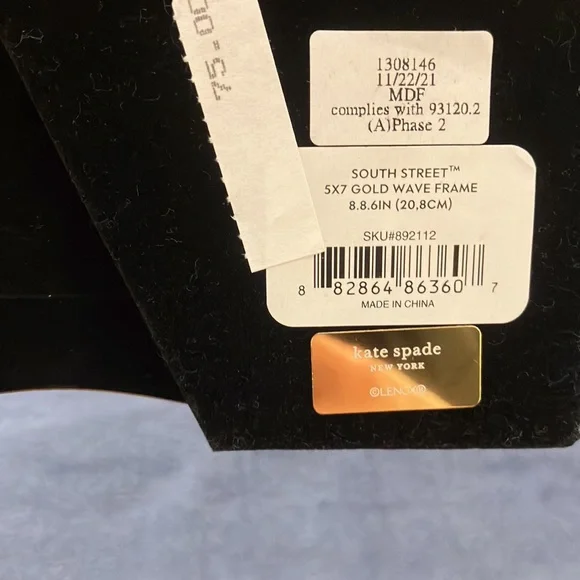 1308146
11/22/21
MDF
complies with 93120.2
(A)Phase 2
SOUTH STREET™
5X7 GOLD WAVE FRAME
8.8.6IN (20,8CM)
SKU#892112
8 82864 86360 7
MADE IN CHINA
kate spade
NEW YORK
©LENOX®